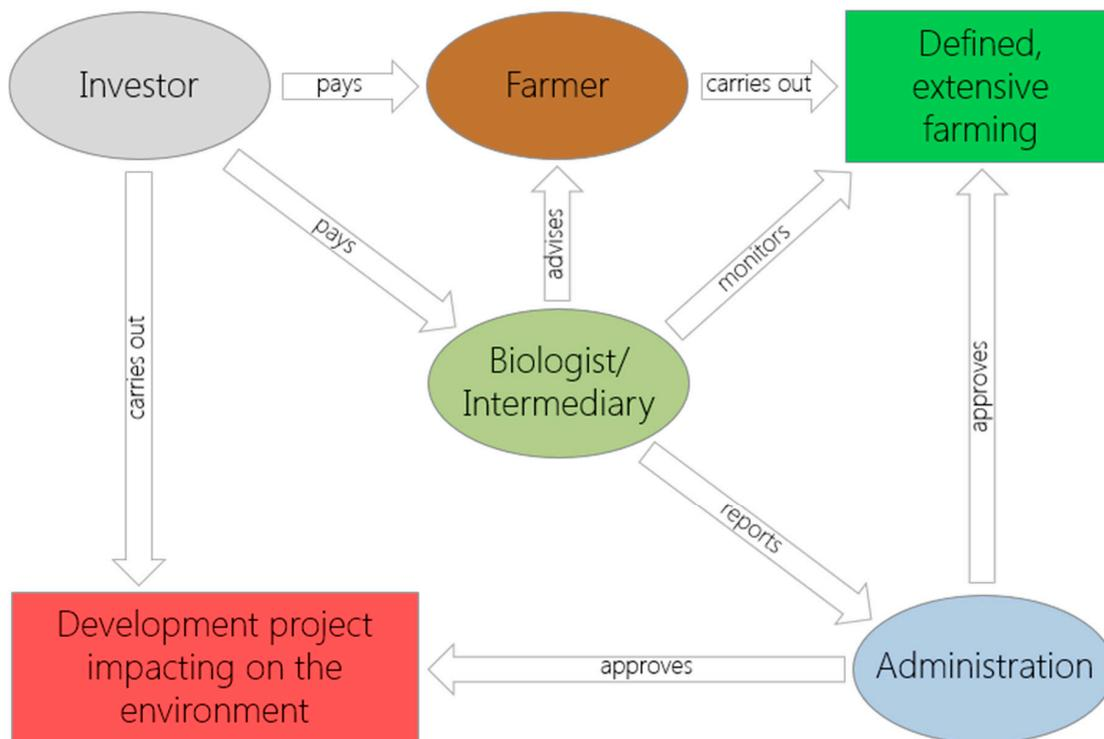 Investor
pays
Farmer
carries out
Defined,
extensive
farming
pays
advises
monitors
carries out
Biologist/
Intermediary
approves
reports
Development project
impacting on the
environment
approves
Administration